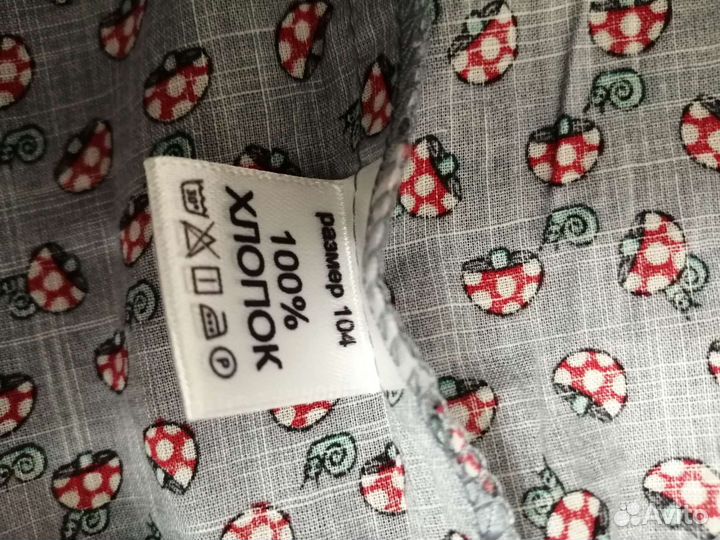 размер 104
100%
ХЛОПОК
30°
P
Avito